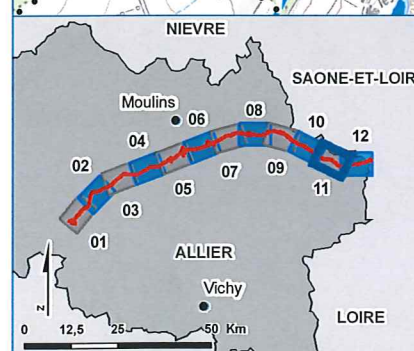 NIEVRE
SAONE-ET-LOIR
Moulins
08
10
06
12
04
02
07
09
05
11
03
01
ALLIER
Vichy
Z
LOIRE
0 12,5 25 50 Km